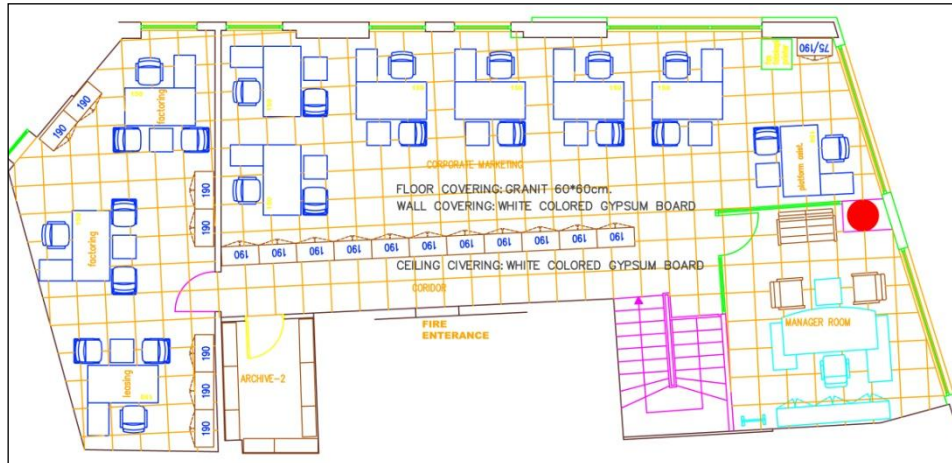 75/190
190
190
factoring
190
190
factoring
190
190
190
leasing
platform asist.
CORPORATE MARKETING
FLOOR COVERING: GRANIT 60*60cm.
WALL COVERING: WHITE COLORED GYPSUM BOARD
190 190 190 190 190 190 190 190 190 190 190
CEILING CIVERING: WHITE COLORED GYPSUM BOARD
CORIDOR
FIRE
ENTERANCE
MANAGER ROOM
ARCHIVE-2